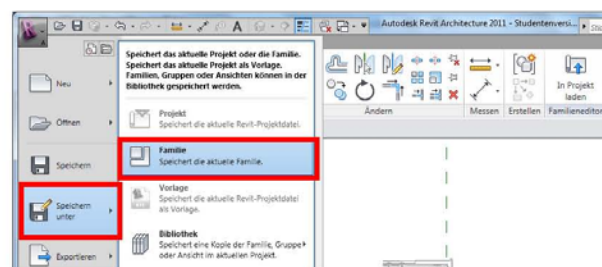 Autodesk Revit Architecture 2011 - Studentenversi...
Speichert das aktuelle Projekt oder die Familie.
Speichert das aktuelle Projekt als Vorlage.
Familien, Gruppen oder Ansichten können in der
Bibliothek gespeichert werden.
Neu
Projekt
Speichert die aktuelle Revit-Projektdatei.
Öffnen
Familie
Speichert die aktuelle Familie.
Speichern
Vorlage
Speichert die aktuelle Revit-Projektdatei
als Vorlage.
Speichern
unter
Bibliothek
Speichert eine Kopie der Familie, Gruppe
oder Ansicht im aktuellen Projekt.
Exportieren
In Projekt
laden
Ändern
Messen
Erstellen
Familieneditor